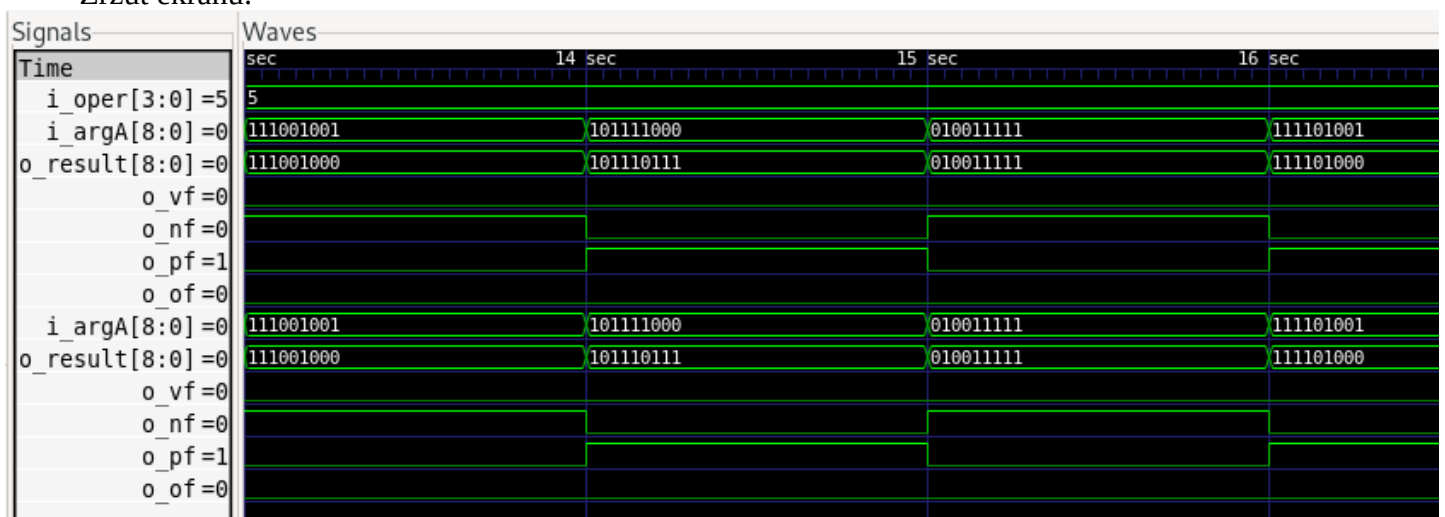 Zrzut ekranu:
Signals Waves
Time sec 14 sec 15 sec 16 sec
i_oper[3:0] =5 5
i_argA[8:0] =0 111001001 101111000 010011111 111101001
o_result[8:0] =0 111001000 101110111 010011111 111101000
o_vf =0
o_nf =0
o_pf =1
o_of =0
i_argA[8:0] =0 111001001 101111000 010011111 111101001
o_result[8:0] =0 111001000 101110111 010011111 111101000
o_vf =0
o_nf =0
o_pf =1
o_of =0